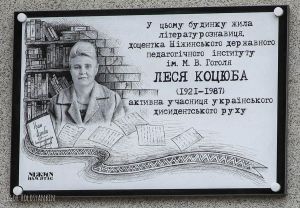 У цьому будинку жила
літературознавиця,
доцентка Ніжинського державного
педагогічного інституту
ім. М. В. Гоголя
ЛЕСЯ КОЦЮБА
(1921-1987)
активна учасниця українського
дисидентського руху